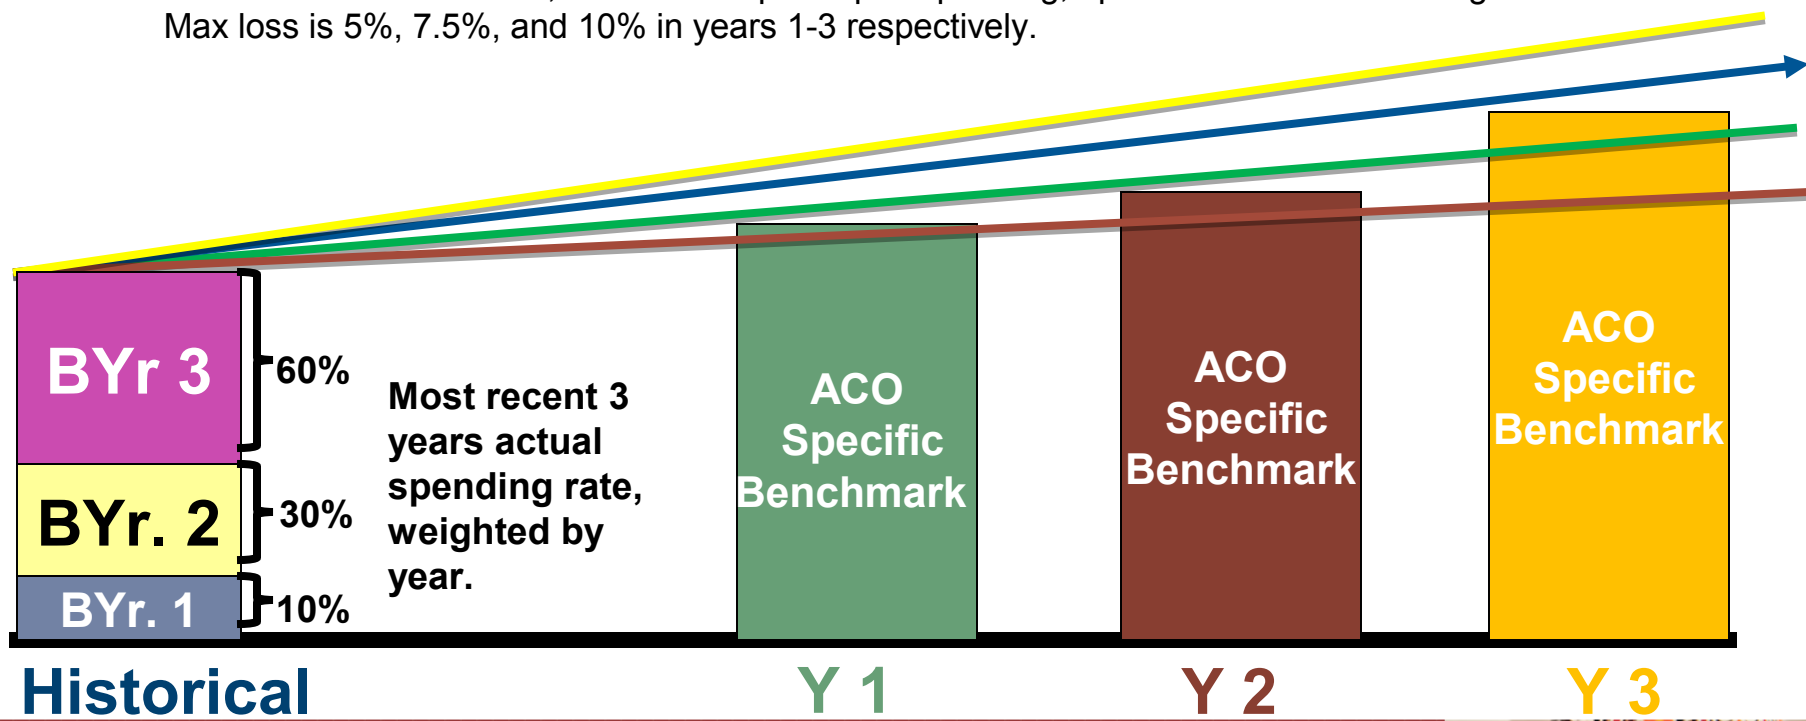 Max loss is 5%, 7.5%, and 10% in years 1-3 respectively.
BYr 3
60%
BYr. 2
30%
BYr. 1
10%
Most recent 3
years actual
spending rate,
weighted by
year.
ACO
Specific
Benchmark
ACO
Specific
Benchmark
ACO
Specific
Benchmark
Historical
Y 1
Y 2
Y 3